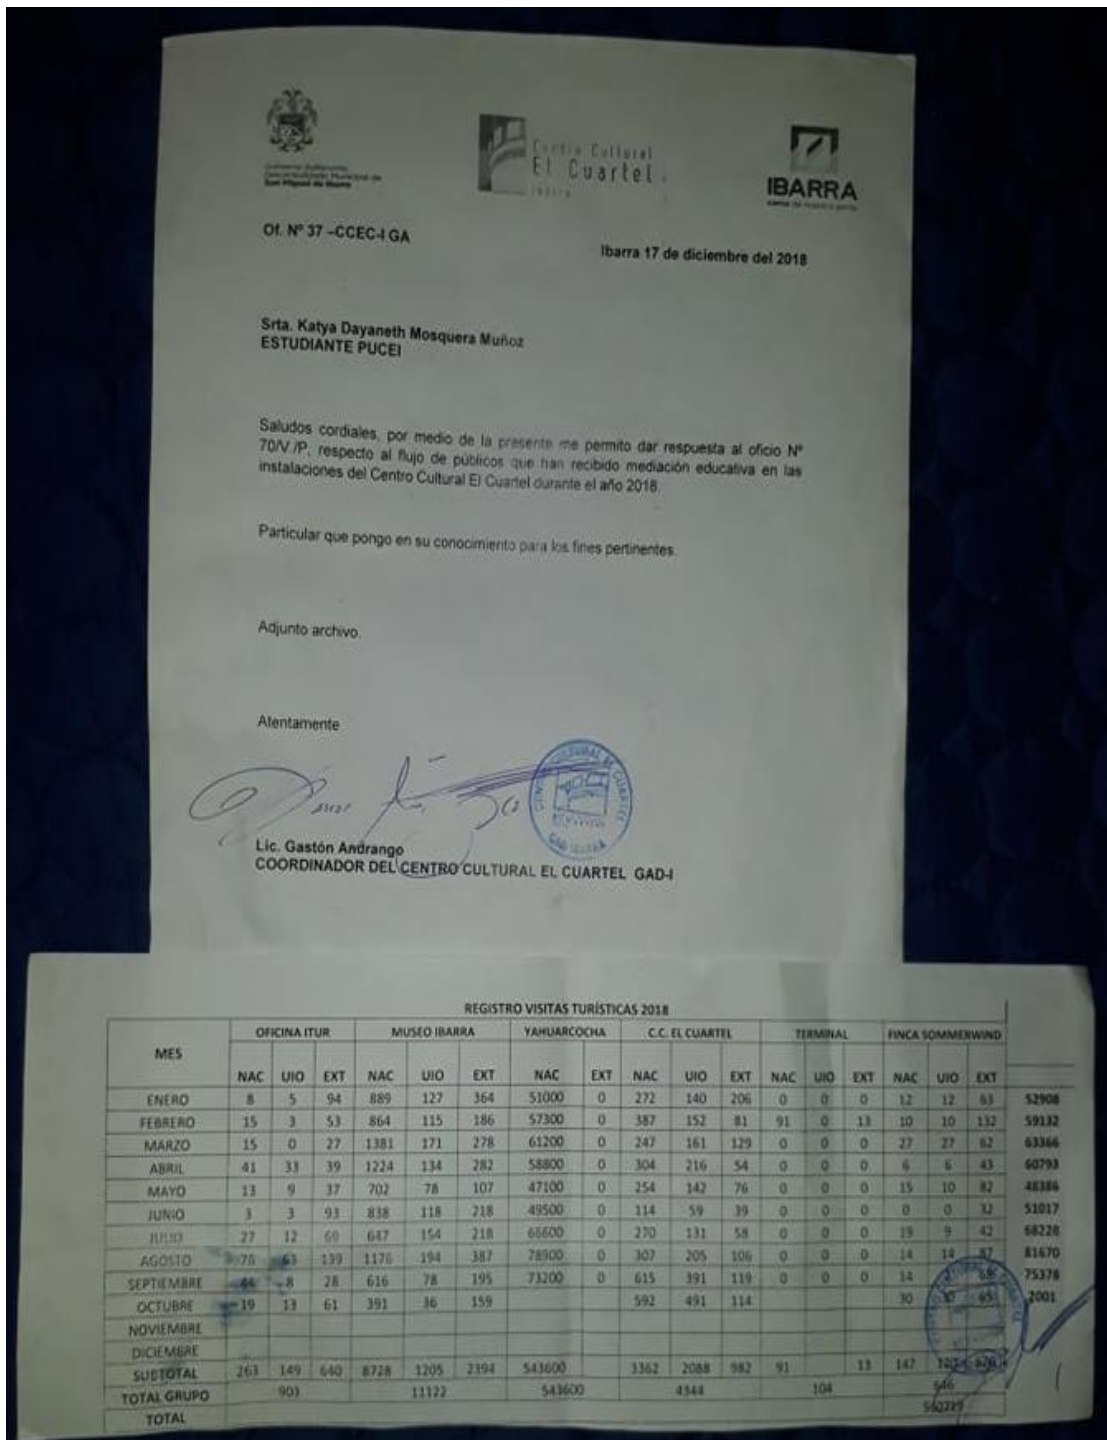 Gobierno Autónomo
Descentralizado Municipal de
San Miguel de Ibarra
Centro Cultural
El Cuartel
IBARRA
IBARRA
Of. Nº 37 –CCEC-I GA
Ibarra 17 de diciembre del 2018
Srta. Katya Dayaneth Mosquera Muñoz
ESTUDIANTE PUCEI
Saludos cordiales, por medio de la presente me permito dar respuesta al oficio Nº
70/V./P, respecto al flujo de públicos que han recibido mediación educativa en las
instalaciones del Centro Cultural El Cuartel durante el año 2018.
Particular que pongo en su conocimiento para los fines pertinentes.
Adjunto archivo.
Atentamente
Lic. Gastón Andrango
COORDINADOR DEL CENTRO CULTURAL EL CUARTEL GAD-I
REGISTRO VISITAS TURÍSTICAS 2018
MES OFICINA ITUR MUSEO IBARRA YAHUARCOCHA C.C. EL CUARTEL TERMINAL FINCA SOMMERWIND
NAC UIO EXT NAC UIO EXT NAC EXT NAC UIO EXT NAC UIO EXT NAC UIO EXT
ENERO 8 5 94 889 127 364 51000 0 272 140 206 0 0 0 12 12 63 52908
FEBRERO 15 3 53 864 115 186 57300 0 387 152 81 91 0 13 10 10 132 59132
MARZO 15 0 27 1381 171 278 61200 0 247 161 129 0 0 0 27 27 62 63366
ABRIL 41 33 39 1224 134 282 58800 0 304 216 54 0 0 0 6 6 43 60793
MAYO 13 9 37 702 78 107 47100 0 254 142 76 0 0 0 15 10 82 48386
JUNIO 3 3 93 838 118 218 49500 0 114 59 39 0 0 0 0 0 32 51017
JULIO 27 12 647 154 218 66600 0 270 131 58 0 0 0 19 9 42 68228
AGOSTO 139 1176 194 387 78900 0 307 205 106 0 0 0 14 14 81670
SEPTIEMBRE 8 28 616 78 195 73200 0 615 391 119 0 0 0 14 75378
OCTUBRE 19 13 61 391 36 159 592 491 114 30 2001
NOVIEMBRE
DICIEMBRE
SUBTOTAL 263 149 640 8728 1205 2394 543600 3362 2088 982 91 13 147
TOTAL GRUPO 903 11122 543600 4344 104
TOTAL